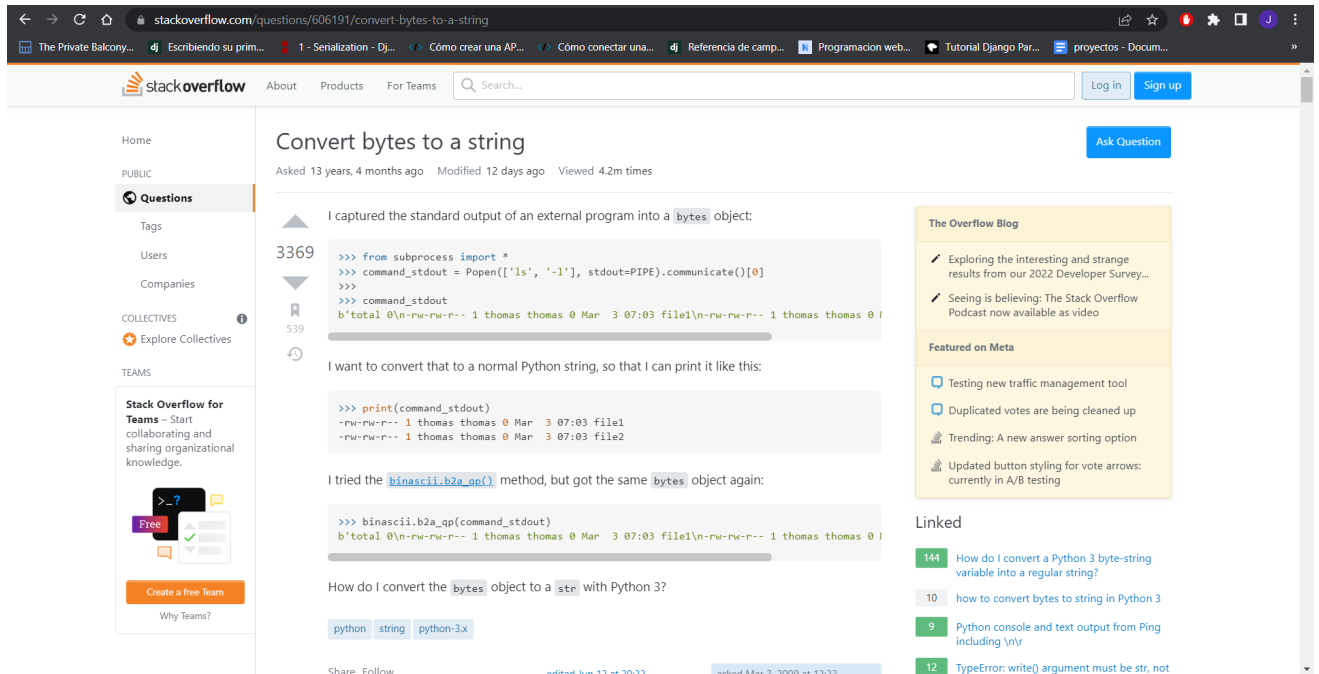 stackoverflow.com/questions/606191/convert-bytes-to-a-string
J
The Private Balcony... dj Escribiendo su prim... 1 - Serialization - Dj... Cómo crear una AP... Cómo conectar una... dj Referencia de camp... N Programacion web... Tutorial Django Par... proyectos - Docum... »
stackoverflow About Products For Teams Search... Log in Sign up
Home
PUBLIC
Questions
Tags
Users
Companies
COLLECTIVES
Explore Collectives
TEAMS
Stack Overflow for
Teams – Start
collaborating and
sharing organizational
knowledge.
>_?
Free
Create a free Team
Why Teams?
Convert bytes to a string
Ask Question
Asked 13 years, 4 months ago Modified 12 days ago Viewed 4.2m times
3369
539
I captured the standard output of an external program into a bytes object:
>>> from subprocess import *
>>> command_stdout = Popen(['ls', '-l'], stdout=PIPE).communicate()[0]
>>>
>>> command_stdout
b'total 0\n-rw-rw-r-- 1 thomas thomas 0 Mar  3 07:03 file1\n-rw-rw-r-- 1 thomas thomas 0 M
I want to convert that to a normal Python string, so that I can print it like this:
>>> print(command_stdout)
-rw-rw-r-- 1 thomas thomas 0 Mar  3 07:03 file1
-rw-rw-r-- 1 thomas thomas 0 Mar  3 07:03 file2
I tried the binascii.b2a_qp() method, but got the same bytes object again:
>>> binascii.b2a_qp(command_stdout)
b'total 0\n-rw-rw-r-- 1 thomas thomas 0 Mar  3 07:03 file1\n-rw-rw-r-- 1 thomas thomas 0 M
How do I convert the bytes object to a str with Python 3?
python string python-3.x
Share Follow edited Jun 12 at 20:22 asked Mar 3, 2009 at 12:23
The Overflow Blog
Exploring the interesting and strange
results from our 2022 Developer Survey...
Seeing is believing: The Stack Overflow
Podcast now available as video
Featured on Meta
Testing new traffic management tool
Duplicated votes are being cleaned up
Trending: A new answer sorting option
Updated button styling for vote arrows:
currently in A/B testing
Linked
144 How do I convert a Python 3 byte-string
variable into a regular string?
10 how to convert bytes to string in Python 3
9 Python console and text output from Ping
including \n\r
12 TypeError: write() argument must be str, not